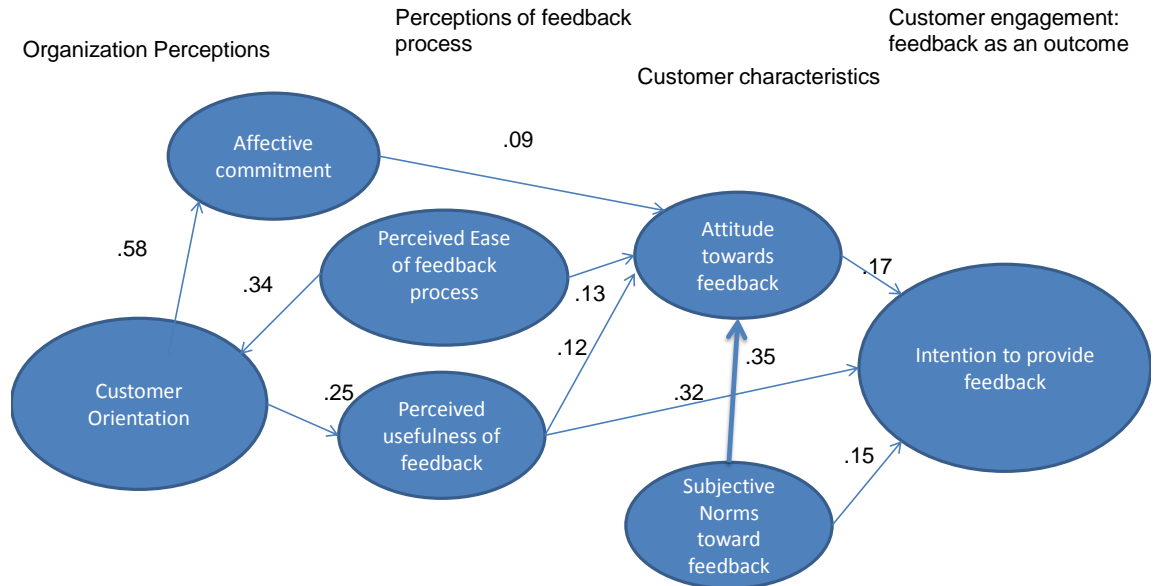 Organization Perceptions
Perceptions of feedback
process
Customer characteristics
Customer engagement:
feedback as an outcome
Affective
commitment
.09
.58
Perceived Ease
of feedback
process
.34
.13
Attitude
towards
feedback
.17
.12
.35
Customer
Orientation
.25
Perceived
usefulness of
feedback
.32
Intention to provide
feedback
.15
Subjective
Norms
toward
feedback